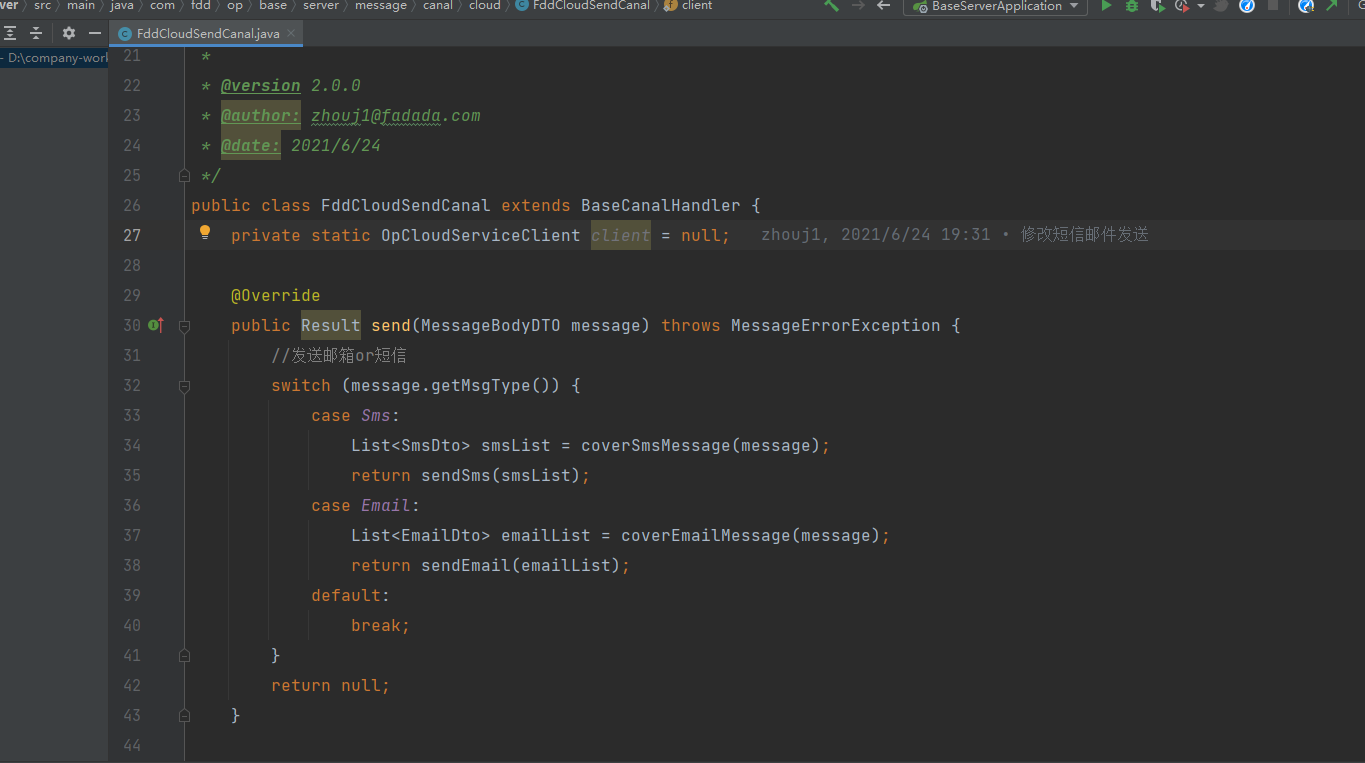 ver › src › main › java › com › fdd › op › base › server › message › canal › cloud › FddCloudSendCanal › client
BaseServerApplication
FddCloudSendCanal.java
D:\company-work
21 *
22 * @version 2.0.0
23 * @author: zhouj1@fadada.com
24 * @date: 2021/6/24
25 */
26 public class FddCloudSendCanal extends BaseCanalHandler {
27 private static OpCloudServiceClient client = null; zhouj1, 2021/6/24 19:31 • 修改短信邮件发送
28
29 @Override
30 public Result send(MessageBodyDTO message) throws MessageErrorException {
31 //发送邮箱or短信
32 switch (message.getMsgType()) {
33 case Sms:
34 List<SmsDto> smsList = coverSmsMessage(message);
35 return sendSms(smsList);
36 case Email:
37 List<EmailDto> emailList = coverEmailMessage(message);
38 return sendEmail(emailList);
39 default:
40 break;
41 }
42 return null;
43 }
44